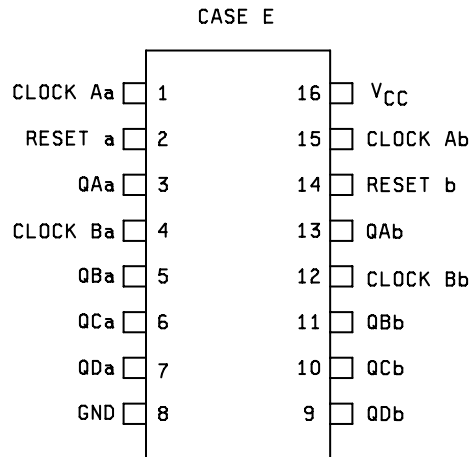 CASE E
CLOCK Aa 1 16 VCC
RESET a 2 15 CLOCK Ab
QAa 3 14 RESET b
CLOCK Ba 4 13 QAb
QBa 5 12 CLOCK Bb
QCa 6 11 QBb
QDa 7 10 QCb
GND 8 9 QDb